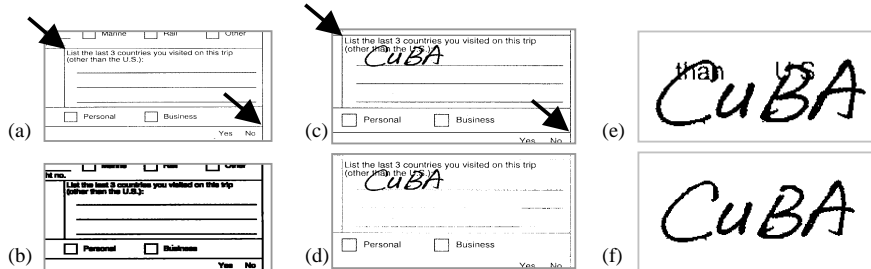 Marine Rail Other
List the last 3 countries you visited on this trip
(other than the U.S.):
Personal Business
Yes No
(a)
ht no.
Marine Rail Other
List the last 3 countries you visited on this trip
(other than the U.S.):
Personal Business
Yes No
(b)
List the last 3 countries you visited on this trip
(other than the U.S.):
CUBA
Personal Business
Yes No
(c)
List the last 3 countries you visited on this trip
(other than the U.S.):
CUBA
Personal Business
Yes No
(d)
than U.S
CUBA
(e)
CUBA
(f)